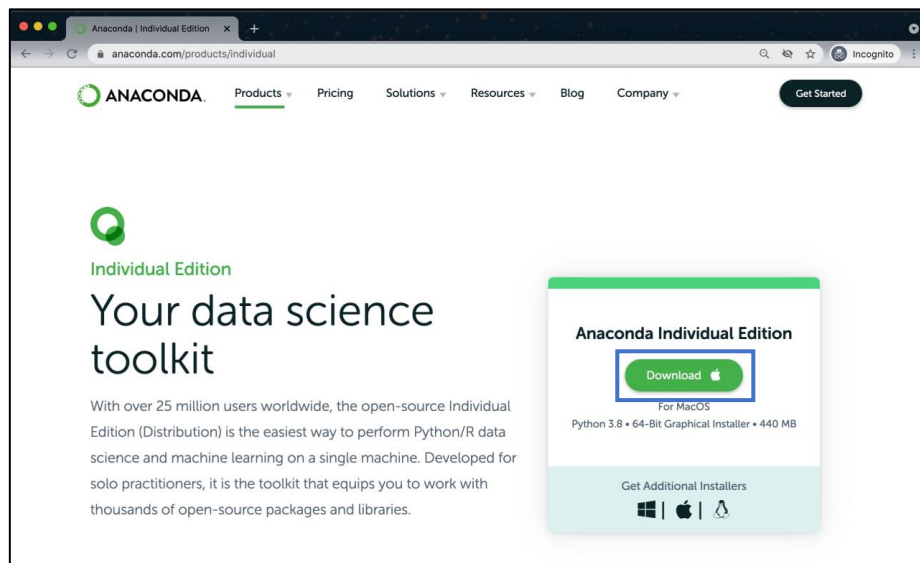 Anaconda | Individual Edition
anaconda.com/products/individual
Incognito
ANACONDA.
Products
Pricing
Solutions
Resources
Blog
Company
Get Started
Individual Edition
Your data science
toolkit
With over 25 million users worldwide, the open-source Individual
Edition (Distribution) is the easiest way to perform Python/R data
science and machine learning on a single machine. Developed for
solo practitioners, it is the toolkit that equips you to work with
thousands of open-source packages and libraries.
Anaconda Individual Edition
Download
For MacOS
Python 3.8 • 64-Bit Graphical Installer • 440 MB
Get Additional Installers